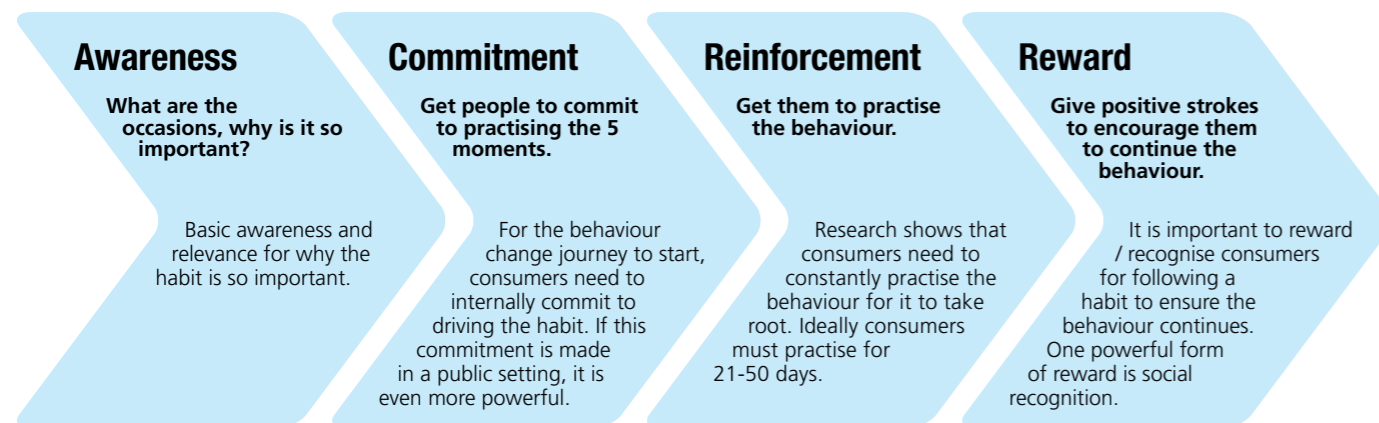 Awareness
What are the
occasions, why is it so
important?
Basic awareness and
relevance for why the
habit is so important.
Commitment
Get people to commit
to practising the 5
moments.
For the behaviour
change journey to start,
consumers need to
internally commit to
driving the habit. If this
commitment is made
in a public setting, it is
even more powerful.
Reinforcement
Get them to practise
the behaviour.
Research shows that
consumers need to
constantly practise the
behaviour for it to take
root. Ideally consumers
must practise for
21-50 days.
Reward
Give positive strokes
to encourage them
to continue the
behaviour.
It is important to reward
/ recognise consumers
for following a
habit to ensure the
behaviour continues.
One powerful form
of reward is social
recognition.